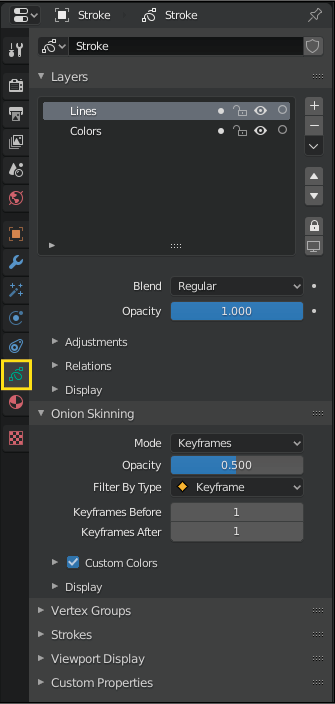 Stroke Stroke
Stroke
Layers
Lines
Colors
Blend Regular
Opacity 1.000
Adjustments
Relations
Display
Onion Skinning
Mode Keyframes
Opacity 0.500
Filter By Type Keyframe
Keyframes Before 1
Keyframes After 1
Custom Colors
Display
Vertex Groups
Strokes
Viewport Display
Custom Properties